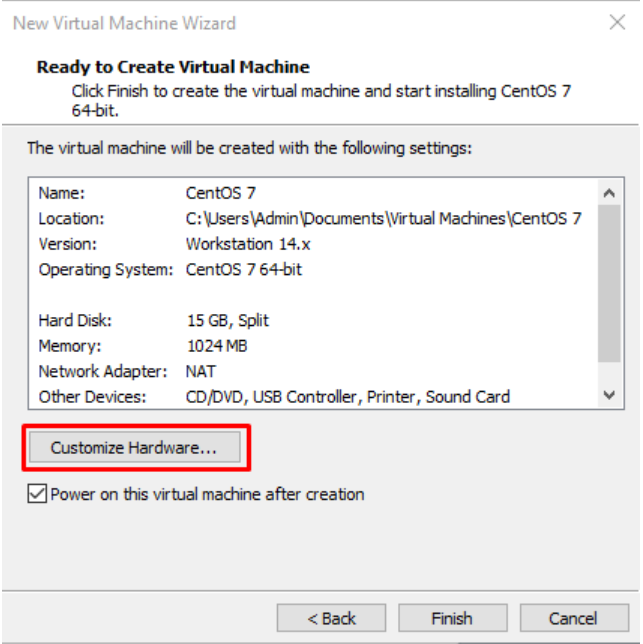 New Virtual Machine Wizard
Ready to Create Virtual Machine
Click Finish to create the virtual machine and start installing CentOS 7
64-bit.
The virtual machine will be created with the following settings:
Name: CentOS 7
Location: C:\Users\Admin\Documents\Virtual Machines\CentOS 7
Version: Workstation 14.x
Operating System: CentOS 7 64-bit
Hard Disk: 15 GB, Split
Memory: 1024 MB
Network Adapter: NAT
Other Devices: CD/DVD, USB Controller, Printer, Sound Card
Customize Hardware...
Power on this virtual machine after creation
< Back Finish Cancel